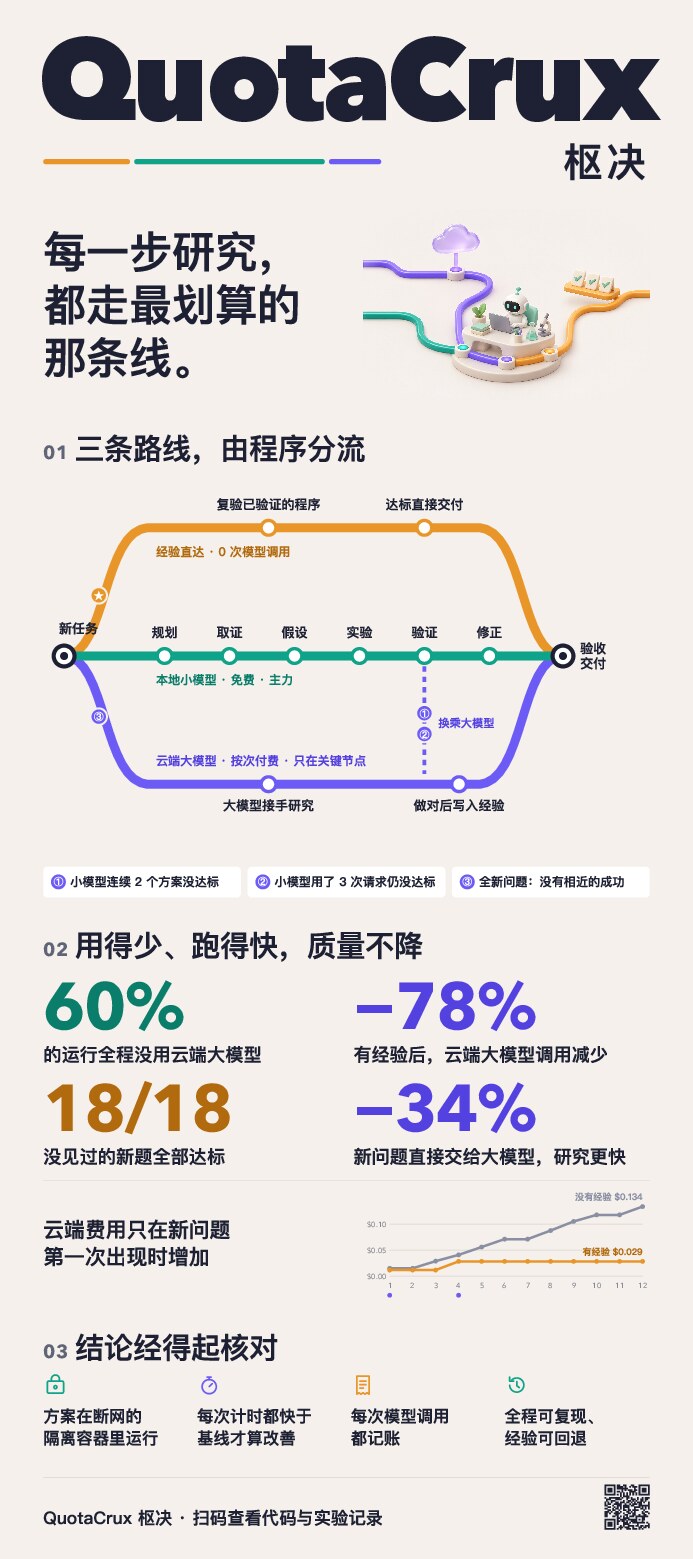 QuotaCrux
枢决
每一步研究，
都走最划算的
那条线。
01 三条路线，由程序分流
复验已验证的程序
达标直接交付
经验直达 · 0 次模型调用
新任务
规划
取证
假设
实验
验证
修正
验收
交付
本地小模型 · 免费 · 主力
③
①
②
换乘大模型
云端大模型 · 按次付费 · 只在关键节点
大模型接手研究
做对后写入经验
① 小模型连续 2 个方案没达标
② 小模型用了 3 次请求仍没达标
③ 全新问题：没有相近的成功
02 用得少、跑得快，质量不降
60%
的运行全程没用云端大模型
−78%
有经验后，云端大模型调用减少
18/18
没见过的新题全部达标
−34%
新问题直接交给大模型，研究更快
云端费用只在新问题
第一次出现时增加
没有经验 $0.134
$0.10
$0.05
有经验 $0.029
$0.00
1 2 3 4 5 6 7 8 9 10 11 12
03 结论经得起核对
方案在断网的
隔离容器里运行
每次计时都快于
基线才算改善
每次模型调用
都记账
全程可复现、
经验可回退
QuotaCrux 枢决 · 扫码查看代码与实验记录